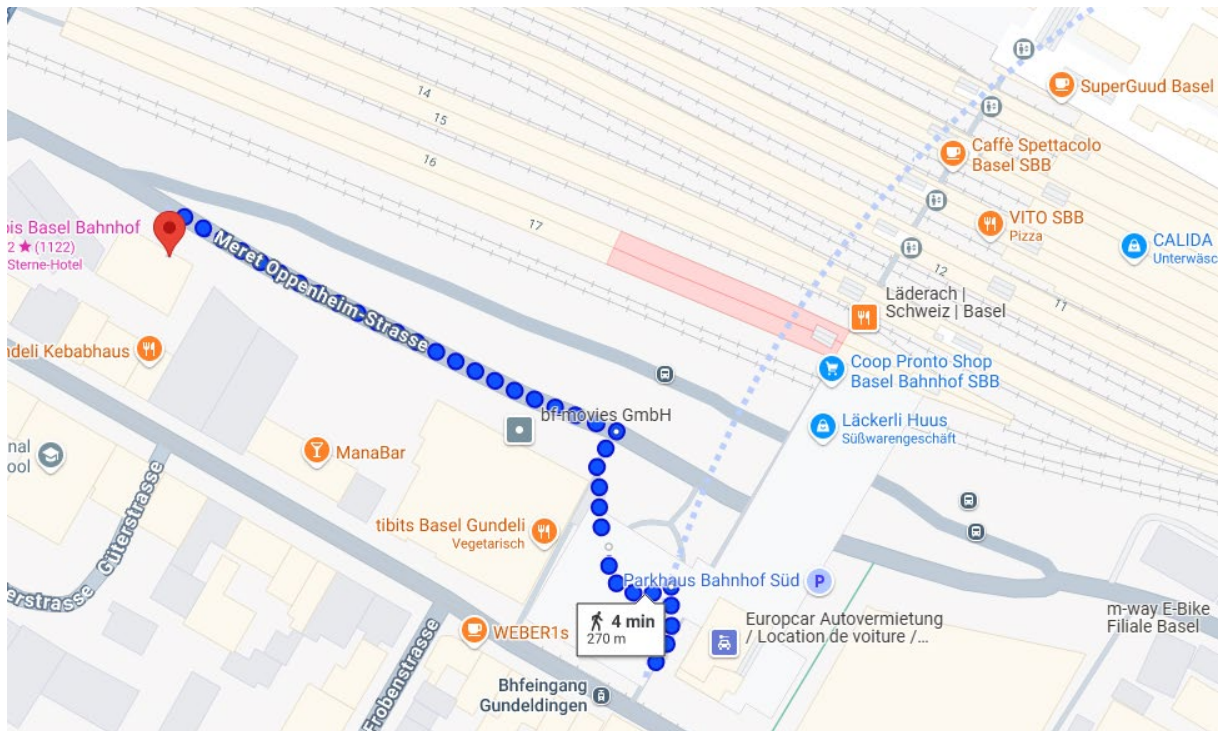 14
15
16
17
12
11
SuperGuud Basel
Caffè Spettacolo
Basel SBB
VITO SBB
Pizza
CALIDA
Unterwäsc
bis Basel Bahnhof
2 ★ (1122)
Sterne-Hotel
Meret Oppenheim-Strasse
Läderach |
Schweiz | Basel
ndeli Kebabhaus
Coop Pronto Shop
Basel Bahnhof SBB
bf-movies GmbH
Läckerli Huus
Süßwarengeschäft
nal
ool
ManaBar
Güterstrasse
erstrasse
tibits Basel Gundeli
Vegetarisch
Parkhaus Bahnhof Süd P
4 min
270 m
WEBER1s
Europcar Autovermietung
/ Location de voiture /...
m-way E-Bike
Filiale Basel
Bhfeingang
Gundeldingen
Frobenstrasse